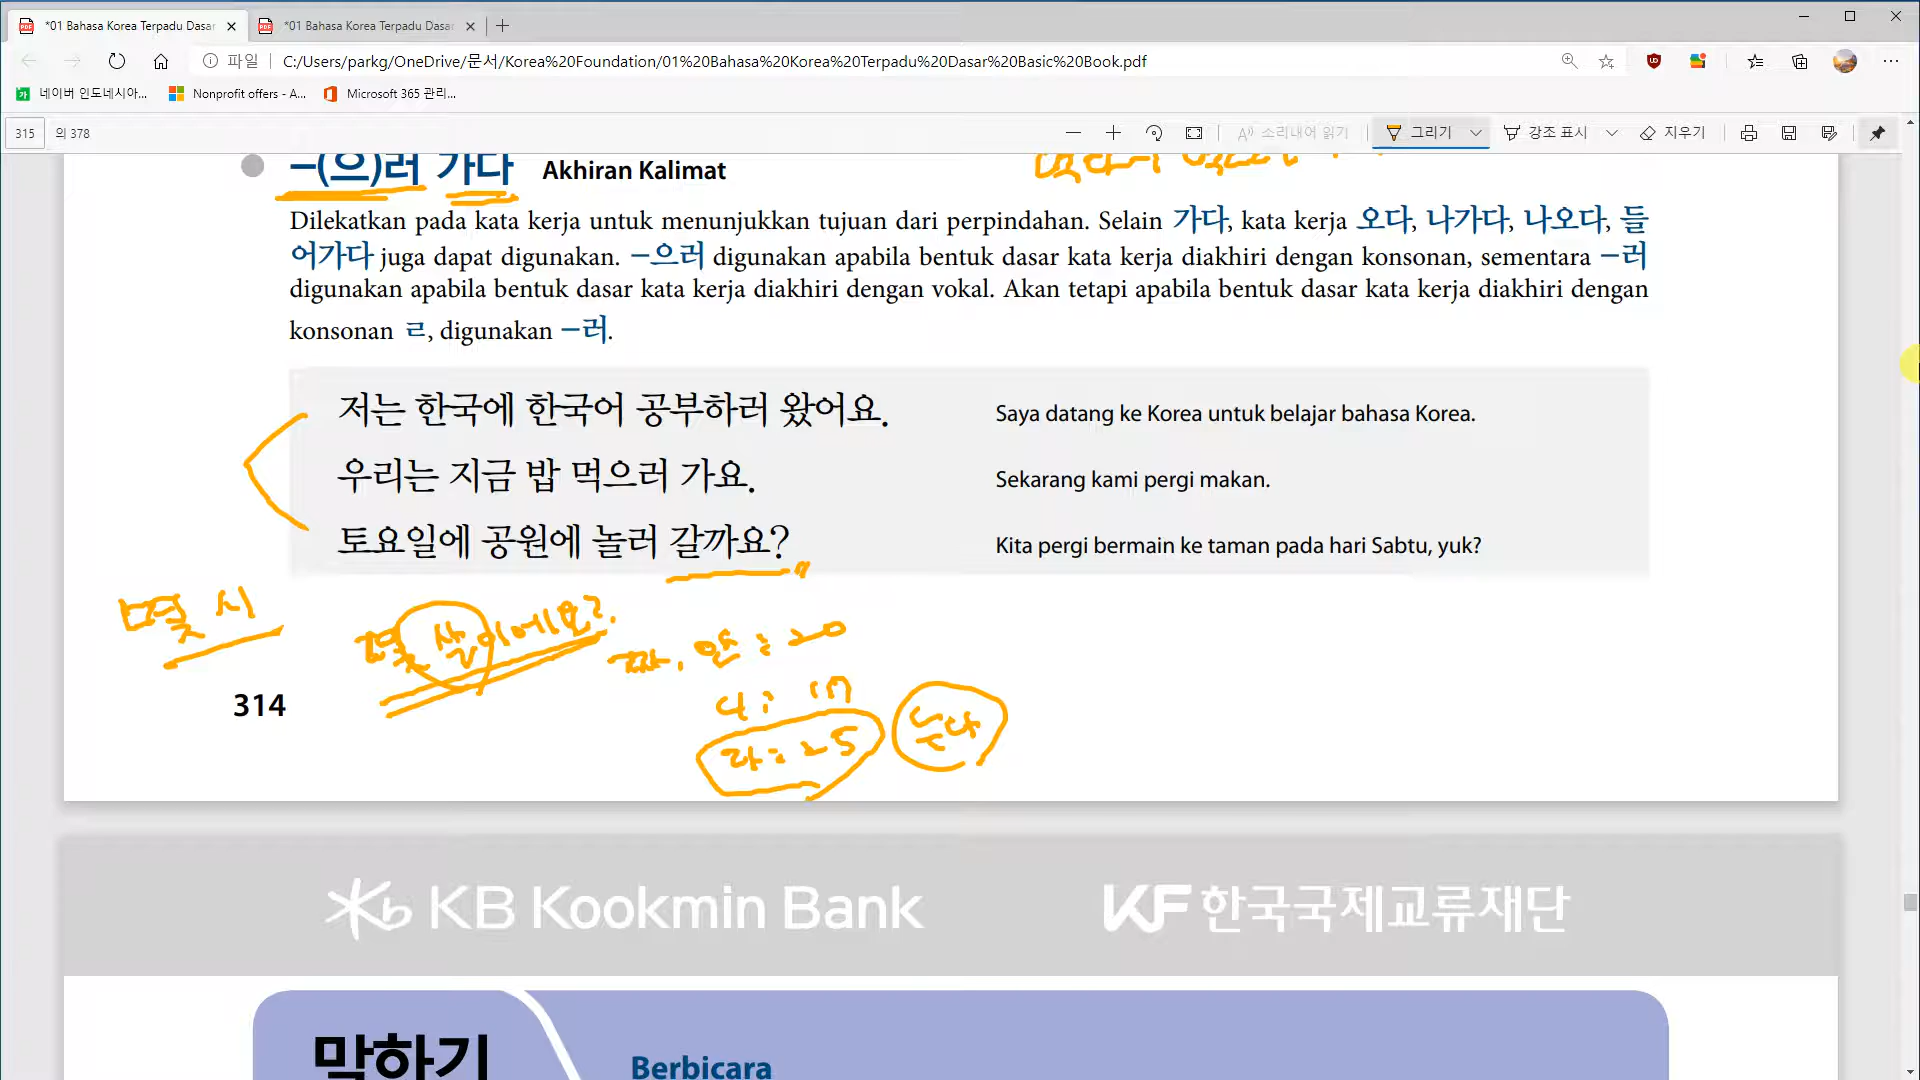 *01 Bahasa Korea Terpadu Dasar
*01 Bahasa Korea Terpadu Dasar
파일
C:/Users/parkg/OneDrive/문서/Korea%20Foundation/01%20Bahasa%20Korea%20Terpadu%20Dasar%20Basic%20Book.pdf
네이버 인도네시아... Nonprofit offers - A... Microsoft 365 관리...
315 의 378 소리내어 읽기 그리기 강조 표시 지우기
–(으)러 가다 Akhiran Kalimat
Dilekatkan pada kata kerja untuk menunjukkan tujuan dari perpindahan. Selain 가다, kata kerja 오다, 나가다, 나오다, 들
어가다 juga dapat digunakan. –으러 digunakan apabila bentuk dasar kata kerja diakhiri dengan konsonan, sementara –러
digunakan apabila bentuk dasar kata kerja diakhiri dengan vokal. Akan tetapi apabila bentuk dasar kata kerja diakhiri dengan
konsonan ㄹ, digunakan –러.
저는 한국에 한국어 공부하러 왔어요. Saya datang ke Korea untuk belajar bahasa Korea.
우리는 지금 밥 먹으러 가요. Sekarang kami pergi makan.
토요일에 공원에 놀러 갈까요? Kita pergi bermain ke taman pada hari Sabtu, yuk?
몇 시
몇 살이에요?
: 20
314
라: 25
KB Kookmin Bank KF 한국국제교류재단
말하기 Berbicara